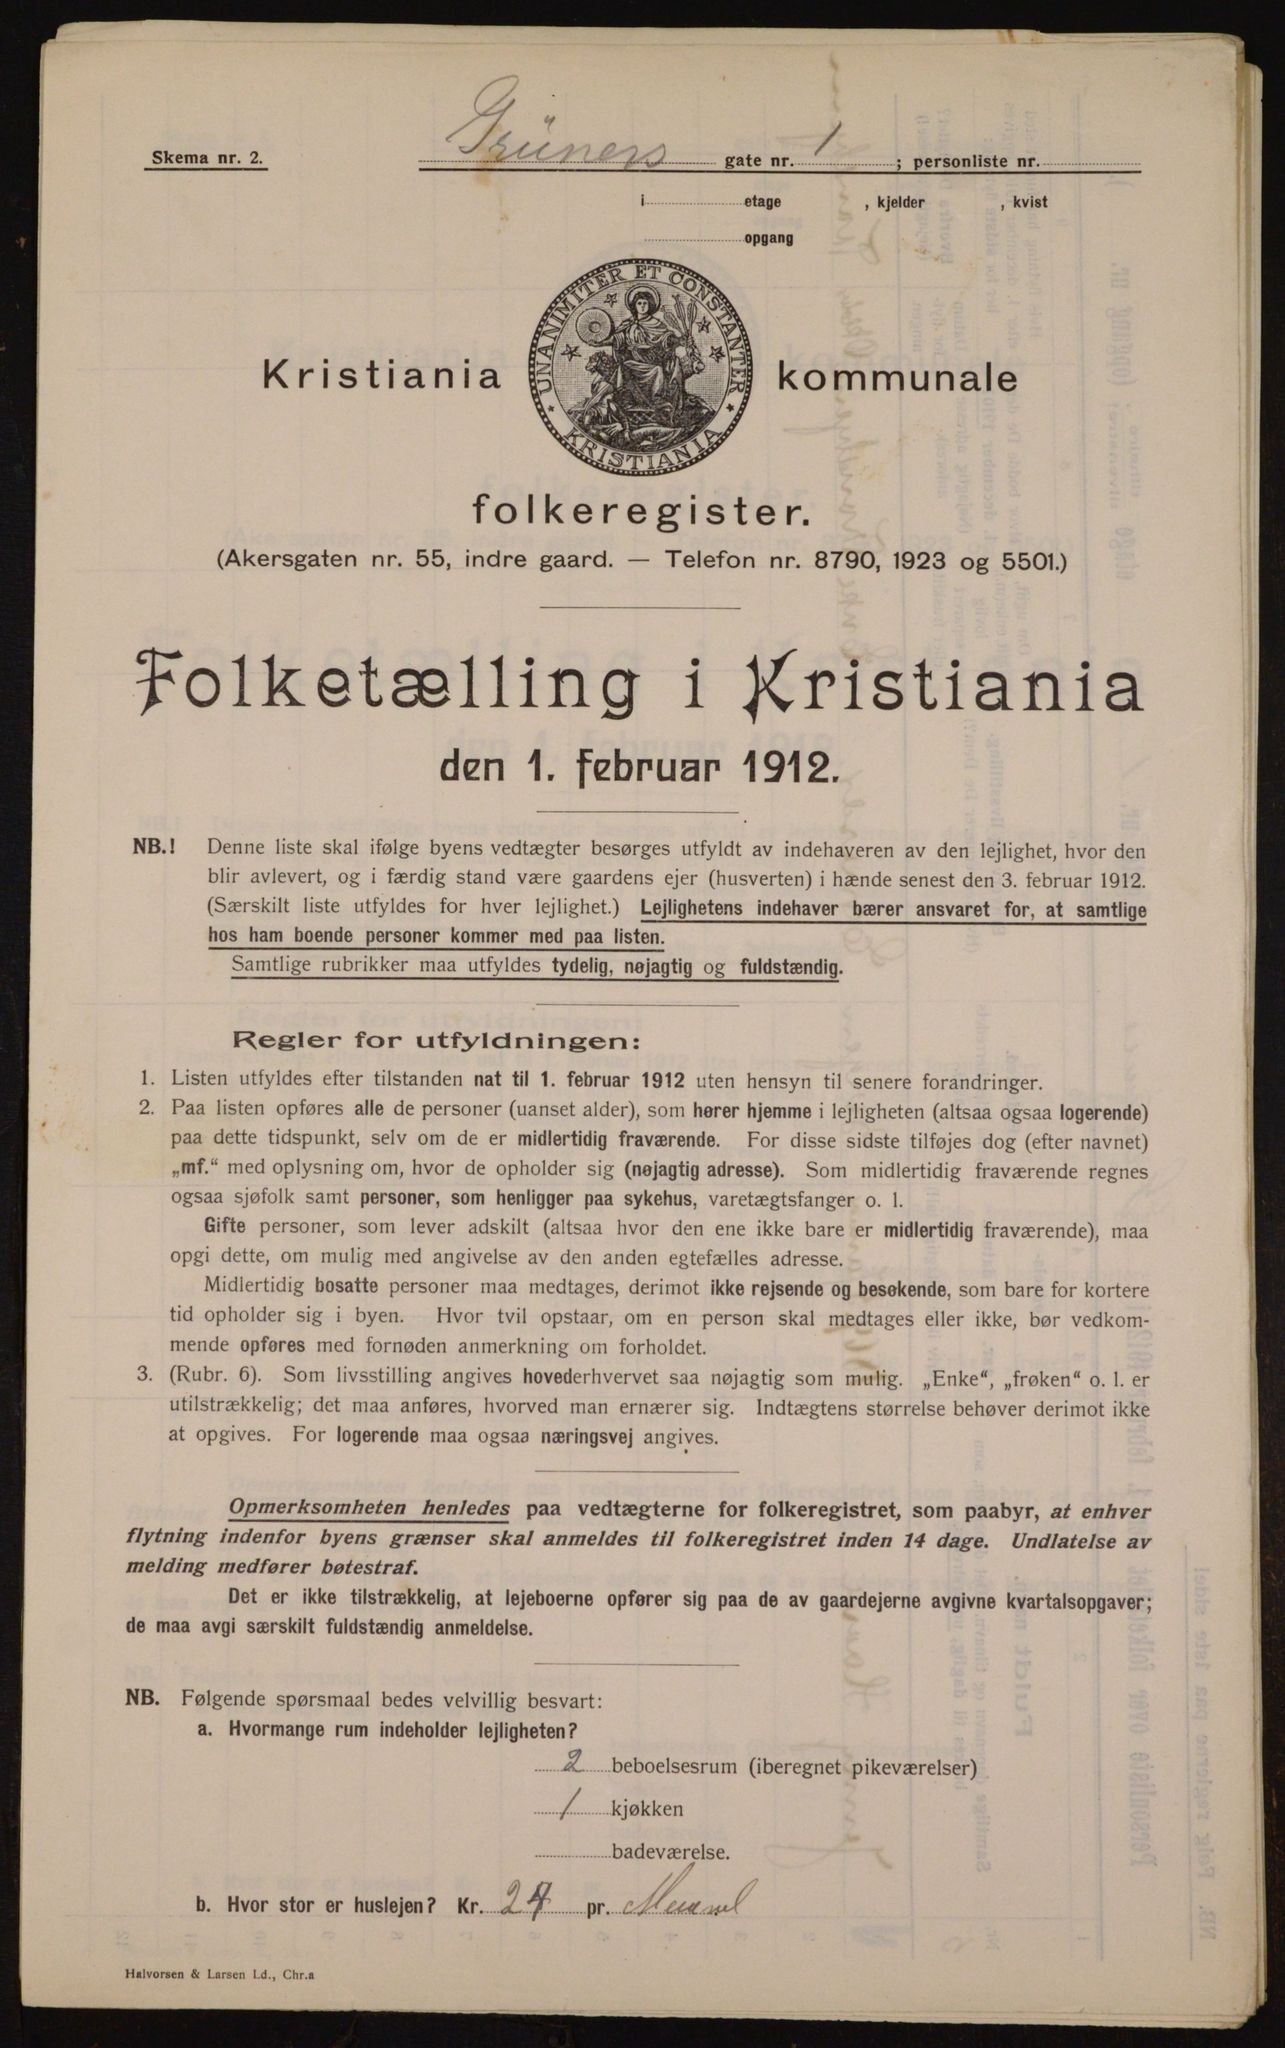 Skema nr. 2.
Grüners gate nr. 1 ; personliste nr.
i etage , kjelder , kvist
opgang
UNANIMITER ET CONSTANTER
KRISTIANIA
Kristiania kommunale
folkeregister.
(Akersgaten nr. 55, indre gaard. — Telefon nr. 8790, 1923 og 5501.)
Folketælling i Kristiania
den 1. februar 1912.
NB.! Denne liste skal ifølge byens vedtægter besørges utfyldt av indehaveren av den lejlighet, hvor den
blir avlevert, og i færdig stand være gaardens ejer (husverten) i hænde senest den 3. februar 1912.
(Særskilt liste utfyldes for hver lejlighet.) Lejlighetens indehaver bærer ansvaret for, at samtlige
hos ham boende personer kommer med paa listen.
Samtlige rubrikker maa utfyldes tydelig, nøjagtig og fuldstændig.
Regler for utfyldningen:
1. Listen utfyldes efter tilstanden nat til 1. februar 1912 uten hensyn til senere forandringer.
2. Paa listen opføres alle de personer (uanset alder), som hører hjemme i lejligheten (altsaa ogsaa logerende)
paa dette tidspunkt, selv om de er midlertidig fraværende. For disse sidste tilføjes dog (efter navnet)
„mf.“ med oplysning om, hvor de opholder sig (nøjagtig adresse). Som midlertidig fraværende regnes
ogsaa sjøfolk samt personer, som henligger paa sykehus, varetægtsfanger o. l.
Gifte personer, som lever adskilt (altsaa hvor den ene ikke bare er midlertidig fraværende), maa
opgi dette, om mulig med angivelse av den anden egtefælles adresse.
Midlertidig bosatte personer maa medtages, derimot ikke rejsende og besøkende, som bare for kortere
tid opholder sig i byen. Hvor tvil opstaar, om en person skal medtages eller ikke, bør vedkom-
mende opføres med fornøden anmerkning om forholdet.
3. (Rubr. 6). Som livsstilling angives hovederhvervet saa nøjagtig som mulig. „Enke“, „frøken“ o. l. er
utilstrækkelig; det maa anføres, hvorved man ernærer sig. Indtægtens størrelse behøver derimot ikke
at opgives. For logerende maa ogsaa næringsvej angives.
Opmerksomheten henledes paa vedtægterne for folkeregistret, som paabyr, at enhver
flytning indenfor byens grænser skal anmeldes til folkeregistret inden 14 dage. Undlatelse av
melding medfører bøtestraf.
Det er ikke tilstrækkelig, at lejeboerne opfører sig paa de av gaardejerne avgivne kvartalsopgaver;
de maa avgi særskilt fuldstændig anmeldelse.
NB. Følgende spørsmaal bedes velvillig besvart:
a. Hvormange rum indeholder lejligheten?
2 beboelsesrum (iberegnet pikeværelser)
1 kjøkken
badeværelse.
b. Hvor stor er huslejen? Kr. 24 pr.
Halvorsen & Larsen Ld., Chr.a